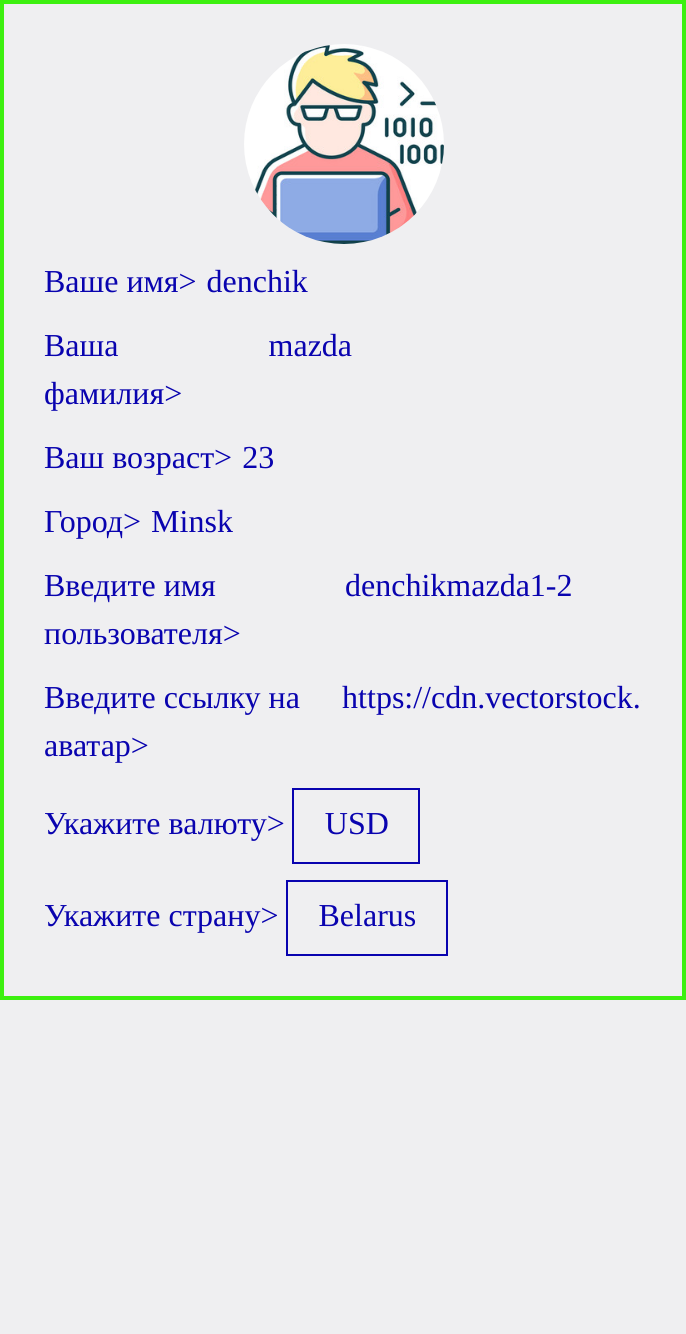 >_
1010
1001
Ваше имя> denchik
Ваша mazda
фамилия>
Ваш возраст> 23
Город> Minsk
Введите имя denchikmazda1-2
пользователя>
Введите ссылку на https://cdn.vectorstock.
аватар>
Укажите валюту> USD
Укажите страну> Belarus